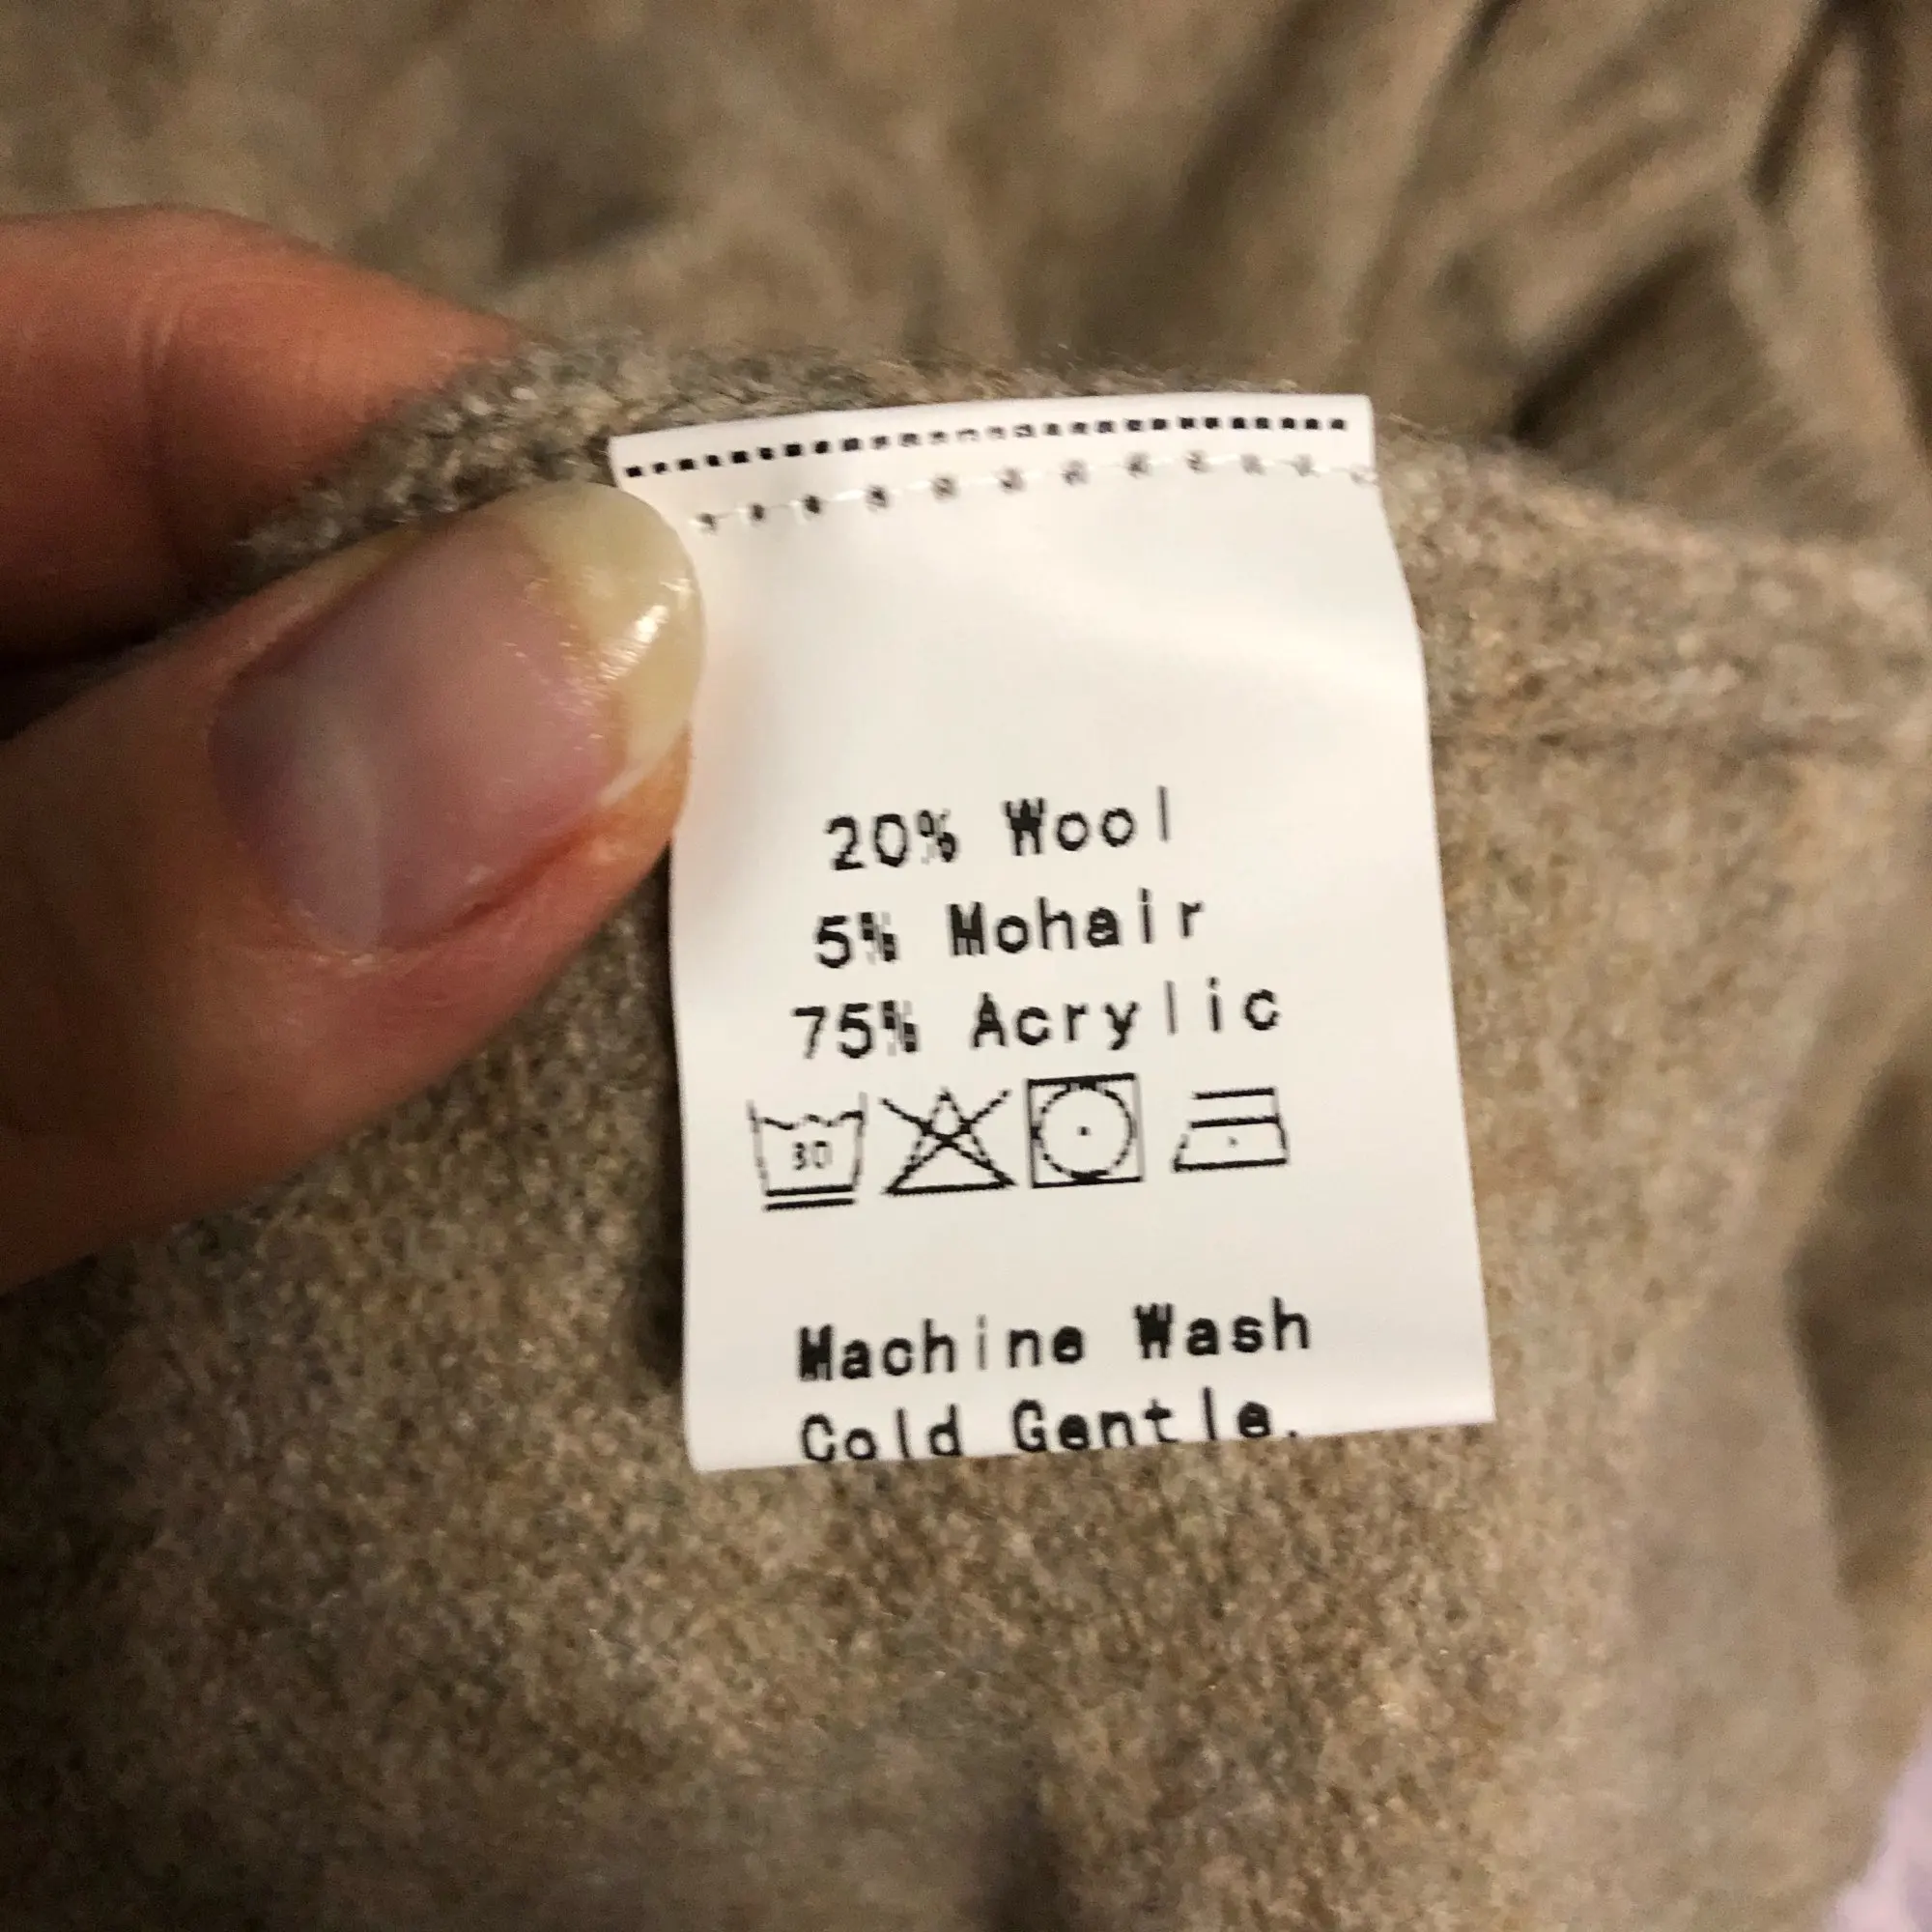 20% Wool
5% Mohair
75% Acrylic
30
Machine Wash
Cold Gentle.